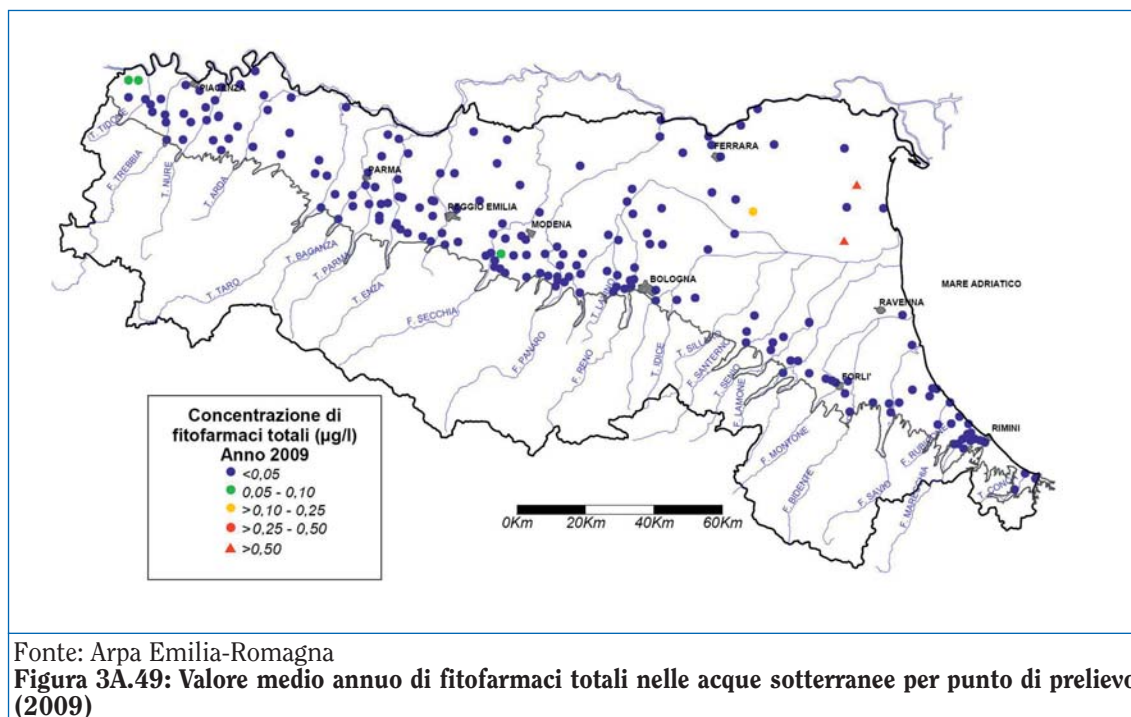 PIACENZA
T. TIDONE
F. TREBBIA
T. NURE
T. ARDA
PARMA
REGGIO EMILIA
MODENA
FERRARA
BOLOGNA
T. TARO
T. BAGANZA
T. PARMA
T. ENZA
F. SECCHIA
F. PANARO
F. RENO
T. LAVINO
T. IDICE
T. SILLARO
F. SANTERNO
T. SENIO
F. LAMONE
MARE ADRIATICO
RAVENNA
FORLI'
F. MONTONE
F. BIDENTE
F. SAVIO
F. RUBICONE
F. MARECCHIA
RIMINI
T. CONCA
Concentrazione di
fitofarmaci totali (µg/l)
Anno 2009
<0,05
0,05 - 0,10
>0,10 - 0,25
>0,25 - 0,50
>0,50
0Km 20Km 40Km 60Km
Fonte: Arpa Emilia-Romagna
Figura 3A.49: Valore medio annuo di fitofarmaci totali nelle acque sotterranee per punto di prelievo
(2009)